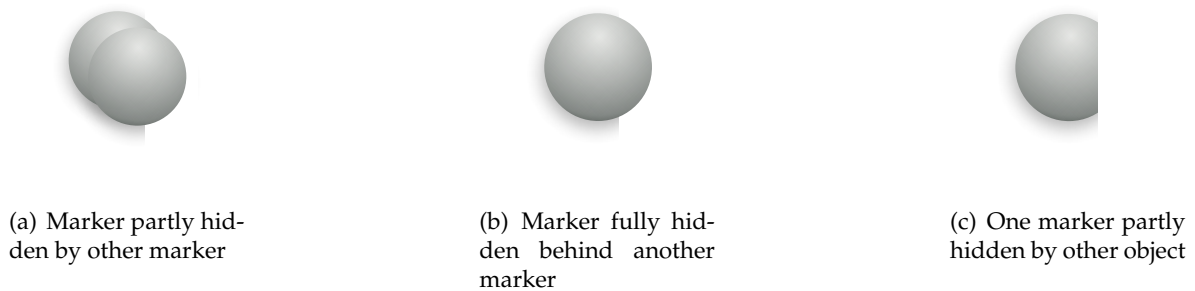 (a) Marker partly hid-
den by other marker
(b) Marker fully hid-
den behind another
marker
(c) One marker partly
hidden by other object